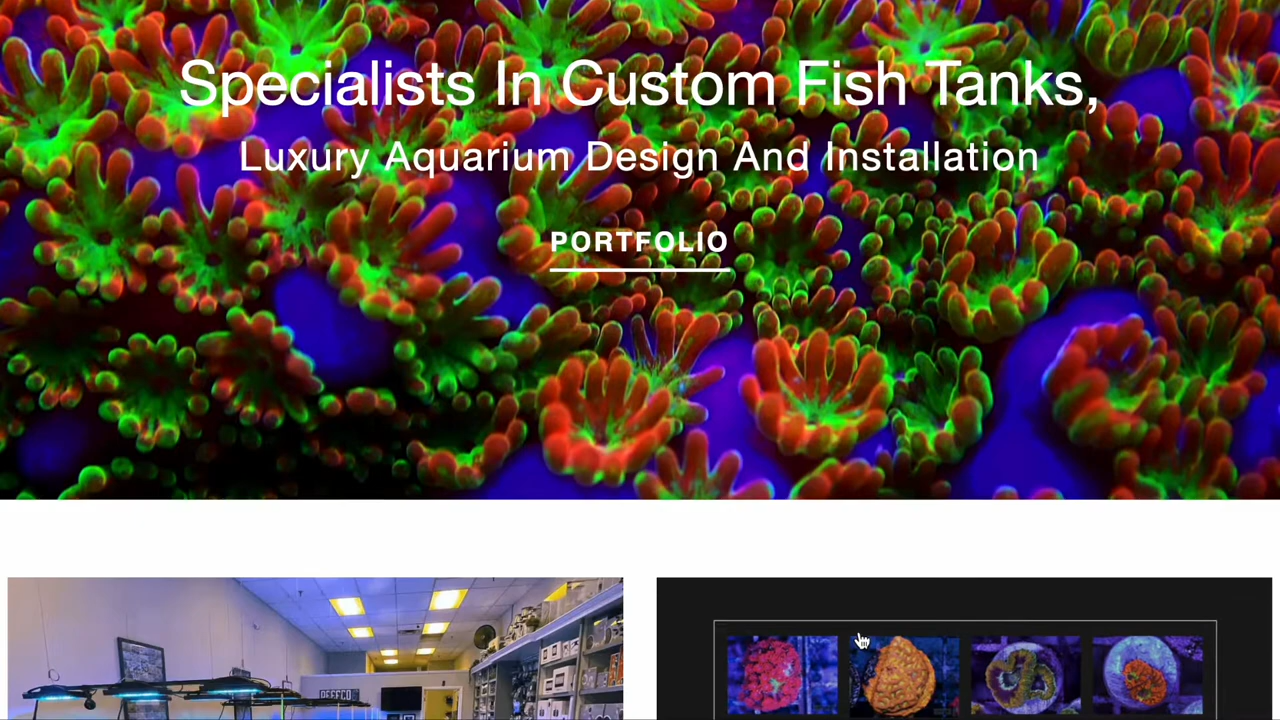 Specialists In Custom Fish Tanks,
Luxury Aquarium Design And Installation
PORTFOLIO